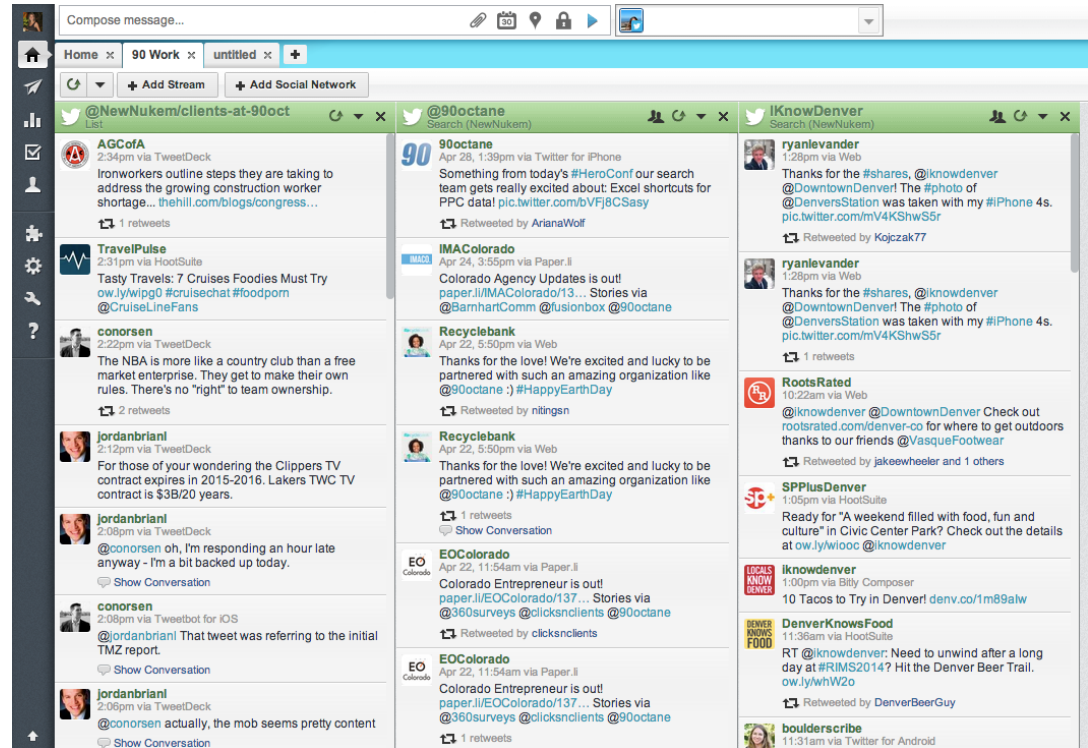 Compose message...
30
Home × 90 Work × untitled × +
Add Stream
Add Social Network
@NewNukem/clients-at-90oct
List
AGCofA
2:34pm via TweetDeck
Ironworkers outline steps they are taking to
address the growing construction worker
shortage... thehill.com/blogs/congress…
1 retweets
TravelPulse
2:31pm via HootSuite
Tasty Travels: 7 Cruises Foodies Must Try
ow.ly/wipg0 #cruisechat #foodporn
@CruiseLineFans
conorsen
2:22pm via TweetDeck
The NBA is more like a country club than a free
market enterprise. They get to make their own
rules. There's no "right" to team ownership.
2 retweets
jordanbrianl
2:12pm via TweetDeck
For those of your wondering the Clippers TV
contract expires in 2015-2016. Lakers TWC TV
contract is $3B/20 years.
jordanbrianl
2:08pm via TweetDeck
@conorsen oh, I'm responding an hour late
anyway - I'm a bit backed up today.
Show Conversation
conorsen
2:08pm via Tweetbot for iOS
@jordanbrianl That tweet was referring to the initial
TMZ report.
Show Conversation
jordanbrianl
2:06pm via TweetDeck
@conorsen actually, the mob seems pretty content
Show Conversation
@90octane
Search (NewNukem)
90
90octane
Apr 28, 1:39pm via Twitter for iPhone
Something from today's #HeroConf our search
team gets really excited about: Excel shortcuts for
PPC data! pic.twitter.com/bVFj8CSasy
Retweeted by ArianaWolf
IMACO
IMAColorado
Apr 24, 3:55pm via Paper.li
Colorado Agency Updates is out!
paper.li/IMAColorado/13… Stories via
@BarnhartComm @fusionbox @90octane
Recyclebank
Apr 22, 5:50pm via Web
Thanks for the love! We're excited and lucky to be
partnered with such an amazing organization like
@90octane :) #HappyEarthDay
Retweeted by nitingsn
Recyclebank
Apr 22, 5:50pm via Web
Thanks for the love! We're excited and lucky to be
partnered with such an amazing organization like
@90octane :) #HappyEarthDay
1 retweets
Show Conversation
EO
Colorado
EOColorado
Apr 22, 11:54am via Paper.li
Colorado Entrepreneur is out!
paper.li/EOColorado/137… Stories via
@360surveys @clicksnclients @90octane
Retweeted by clicksnclients
EO
Colorado
EOColorado
Apr 22, 11:54am via Paper.li
Colorado Entrepreneur is out!
paper.li/EOColorado/137… Stories via
@360surveys @clicksnclients @90octane
1 retweets
IKnowDenver
Search (NewNukem)
ryanlevander
1:28pm via Web
Thanks for the #shares, @iknowdenver
@DowntownDenver! The #photo of
@DenversStation was taken with my #iPhone 4s.
pic.twitter.com/mV4KShwS5r
Retweeted by Kojczak77
ryanlevander
1:28pm via Web
Thanks for the #shares, @iknowdenver
@DowntownDenver! The #photo of
@DenversStation was taken with my #iPhone 4s.
pic.twitter.com/mV4KShwS5r
1 retweets
RR
RootsRated
10:22am via Web
@iknowdenver @DowntownDenver Check out
rootsrated.com/denver-co for where to get outdoors
thanks to our friends @VasqueFootwear
Retweeted by jakeewheeler and 1 others
sp+
SPPlusDenver
1:05pm via HootSuite
Ready for "A weekend filled with food, fun and
culture" in Civic Center Park? Check out the details
at ow.ly/wiooc @iknowdenver
LOCALS
KNOW
DENVER
iknowdenver
1:00pm via Bitly Composer
10 Tacos to Try in Denver! denv.co/1m89aIw
DENVER
KNOWS
FOOD
DenverKnowsFood
11:36am via HootSuite
RT @iknowdenver: Need to unwind after a long
day at #RIMS2014? Hit the Denver Beer Trail.
ow.ly/whW2o
Retweeted by DenverBeerGuy
boulderscribe
11:31am via Twitter for Android